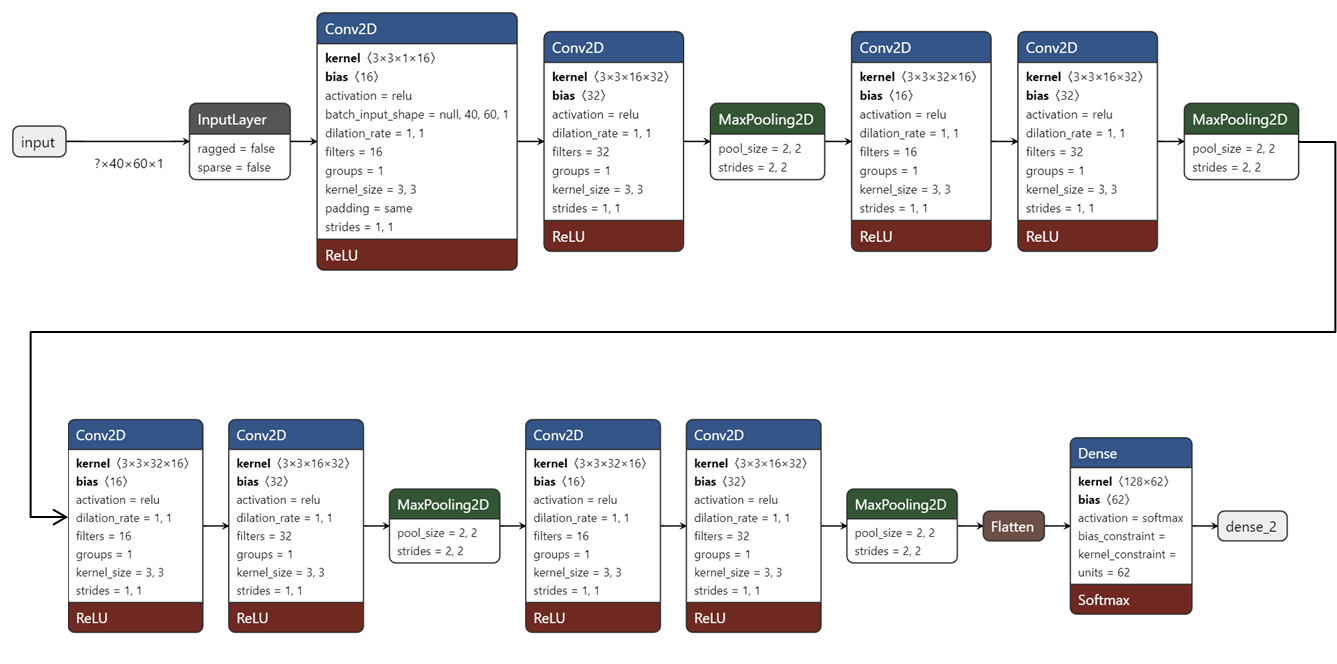 input
?×40×60×1
InputLayer
ragged = false
sparse = false
Conv2D
kernel 〈3×3×1×16〉
bias 〈16〉
activation = relu
batch_input_shape = null, 40, 60, 1
dilation_rate = 1, 1
filters = 16
groups = 1
kernel_size = 3, 3
padding = same
strides = 1, 1
ReLU
Conv2D
kernel 〈3×3×16×32〉
bias 〈32〉
activation = relu
dilation_rate = 1, 1
filters = 32
groups = 1
kernel_size = 3, 3
strides = 1, 1
ReLU
MaxPooling2D
pool_size = 2, 2
strides = 2, 2
Conv2D
kernel 〈3×3×32×16〉
bias 〈16〉
activation = relu
dilation_rate = 1, 1
filters = 16
groups = 1
kernel_size = 3, 3
strides = 1, 1
ReLU
Conv2D
kernel 〈3×3×16×32〉
bias 〈32〉
activation = relu
dilation_rate = 1, 1
filters = 32
groups = 1
kernel_size = 3, 3
strides = 1, 1
ReLU
MaxPooling2D
pool_size = 2, 2
strides = 2, 2
Conv2D
kernel 〈3×3×32×16〉
bias 〈16〉
activation = relu
dilation_rate = 1, 1
filters = 16
groups = 1
kernel_size = 3, 3
strides = 1, 1
ReLU
Conv2D
kernel 〈3×3×16×32〉
bias 〈32〉
activation = relu
dilation_rate = 1, 1
filters = 32
groups = 1
kernel_size = 3, 3
strides = 1, 1
ReLU
MaxPooling2D
pool_size = 2, 2
strides = 2, 2
Conv2D
kernel 〈3×3×32×16〉
bias 〈16〉
activation = relu
dilation_rate = 1, 1
filters = 16
groups = 1
kernel_size = 3, 3
strides = 1, 1
ReLU
Conv2D
kernel 〈3×3×16×32〉
bias 〈32〉
activation = relu
dilation_rate = 1, 1
filters = 32
groups = 1
kernel_size = 3, 3
strides = 1, 1
ReLU
MaxPooling2D
pool_size = 2, 2
strides = 2, 2
Flatten
Dense
kernel 〈128×62〉
bias 〈62〉
activation = softmax
bias_constraint =
kernel_constraint =
units = 62
Softmax
dense_2